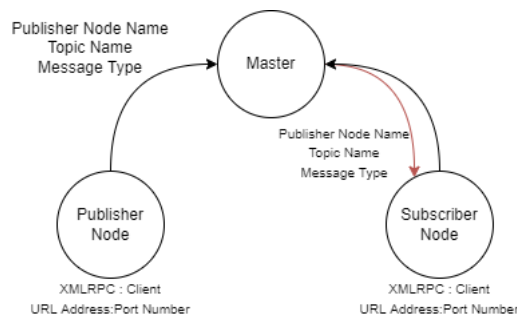 Publisher Node Name
Topic Name
Message Type
Master
Publisher Node Name
Topic Name
Message Type
Publisher
Node
Subscriber
Node
XMLRPC : Client
URL Address:Port Number
XMLRPC : Client
URL Address:Port Number